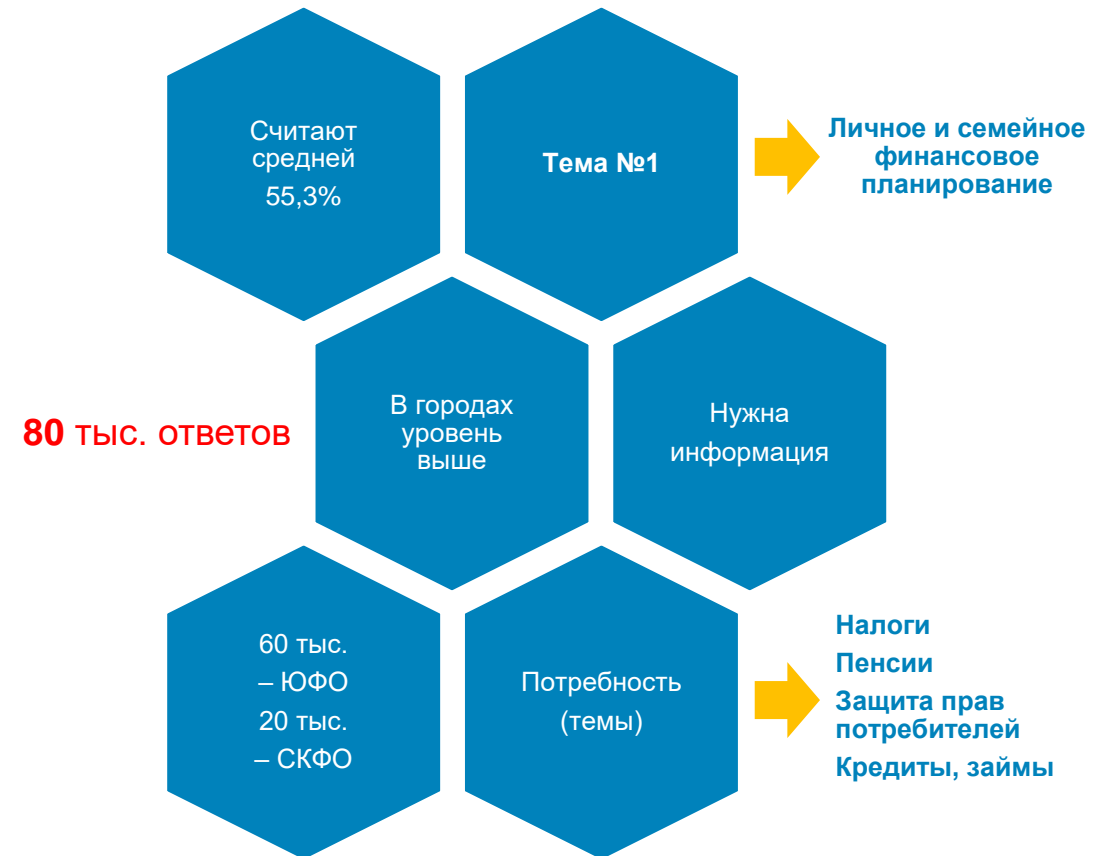 Считают
средней
55,3%
Тема №1
Личное и семейное
финансовое
планирование
80 тыс. ответов
В городах
уровень
выше
Нужна
информация
60 тыс.
– ЮФО
20 тыс.
– СКФО
Потребность
(темы)
Налоги
Пенсии
Защита прав
потребителей
Кредиты, займы